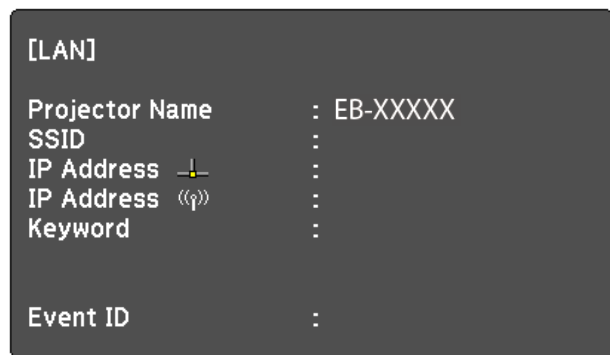 [LAN]
Projector Name : EB-XXXXX
SSID :
IP Address :
IP Address :
Keyword :
Event ID :